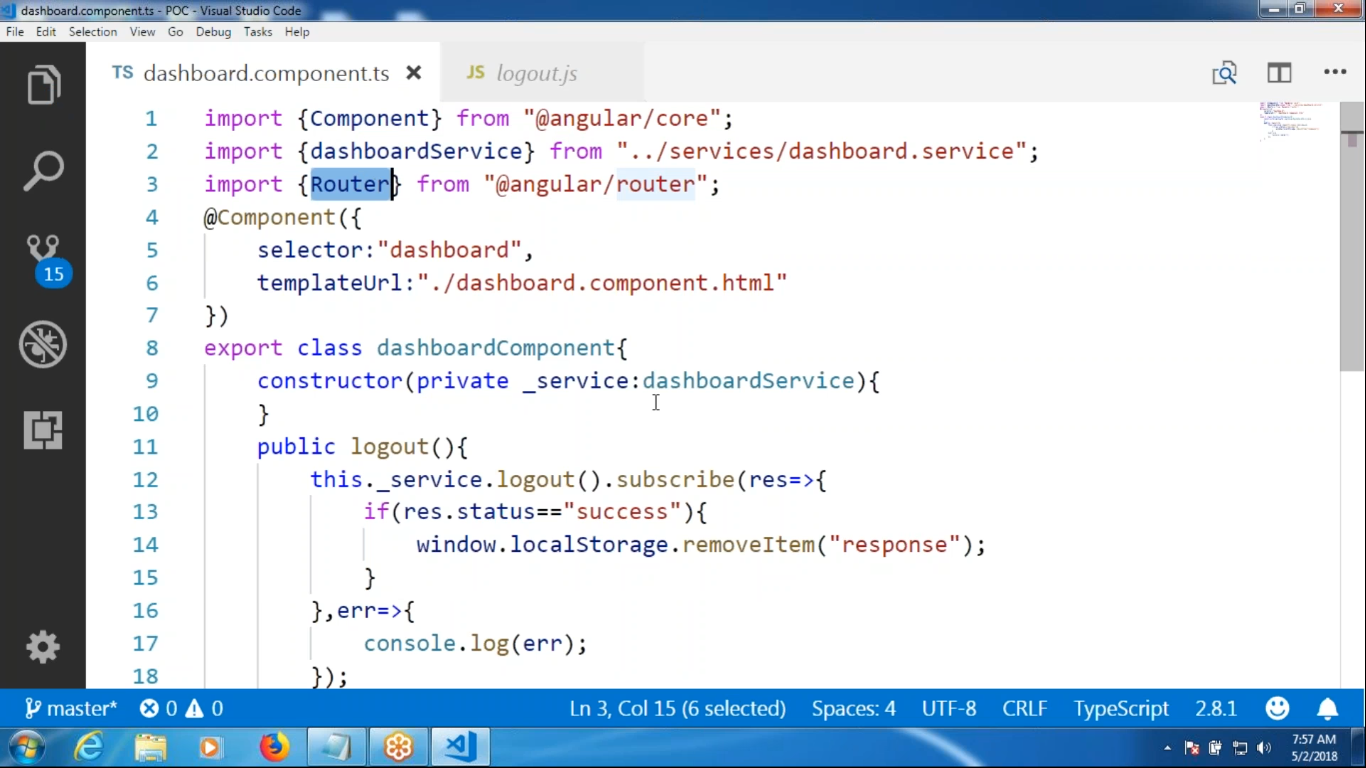 dashboard.component.ts - POC - Visual Studio Code
File Edit Selection View Go Debug Tasks Help
TS dashboard.component.ts JS logout.js
1 import {Component} from "@angular/core";
2 import {dashboardService} from "../services/dashboard.service";
3 import {Router} from "@angular/router";
4 @Component({
5 selector:"dashboard",
6 templateUrl:"./dashboard.component.html"
7 })
8 export class dashboardComponent{
9 constructor(private _service:dashboardService){
10 }
11 public logout(){
12 this._service.logout().subscribe(res=>{
13 if(res.status=="success"){
14 window.localStorage.removeItem("response");
15 }
16 },err=>{
17 console.log(err);
18 });
15
master* 0 0 Ln 3, Col 15 (6 selected) Spaces: 4 UTF-8 CRLF TypeScript 2.8.1
7:57 AM
5/2/2018